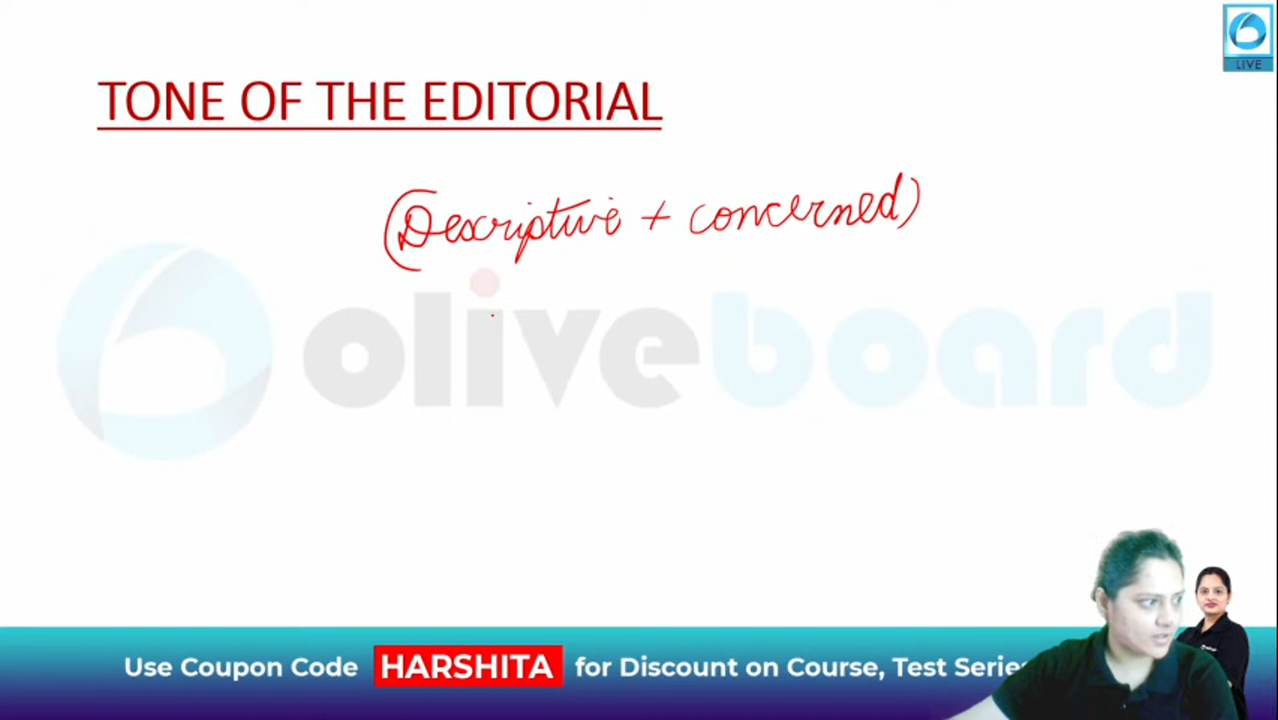 LIVE
TONE OF THE EDITORIAL
(Descriptive + concerned)
oliveboard
Use Coupon Code HARSHITA for Discount on Course, Test Series